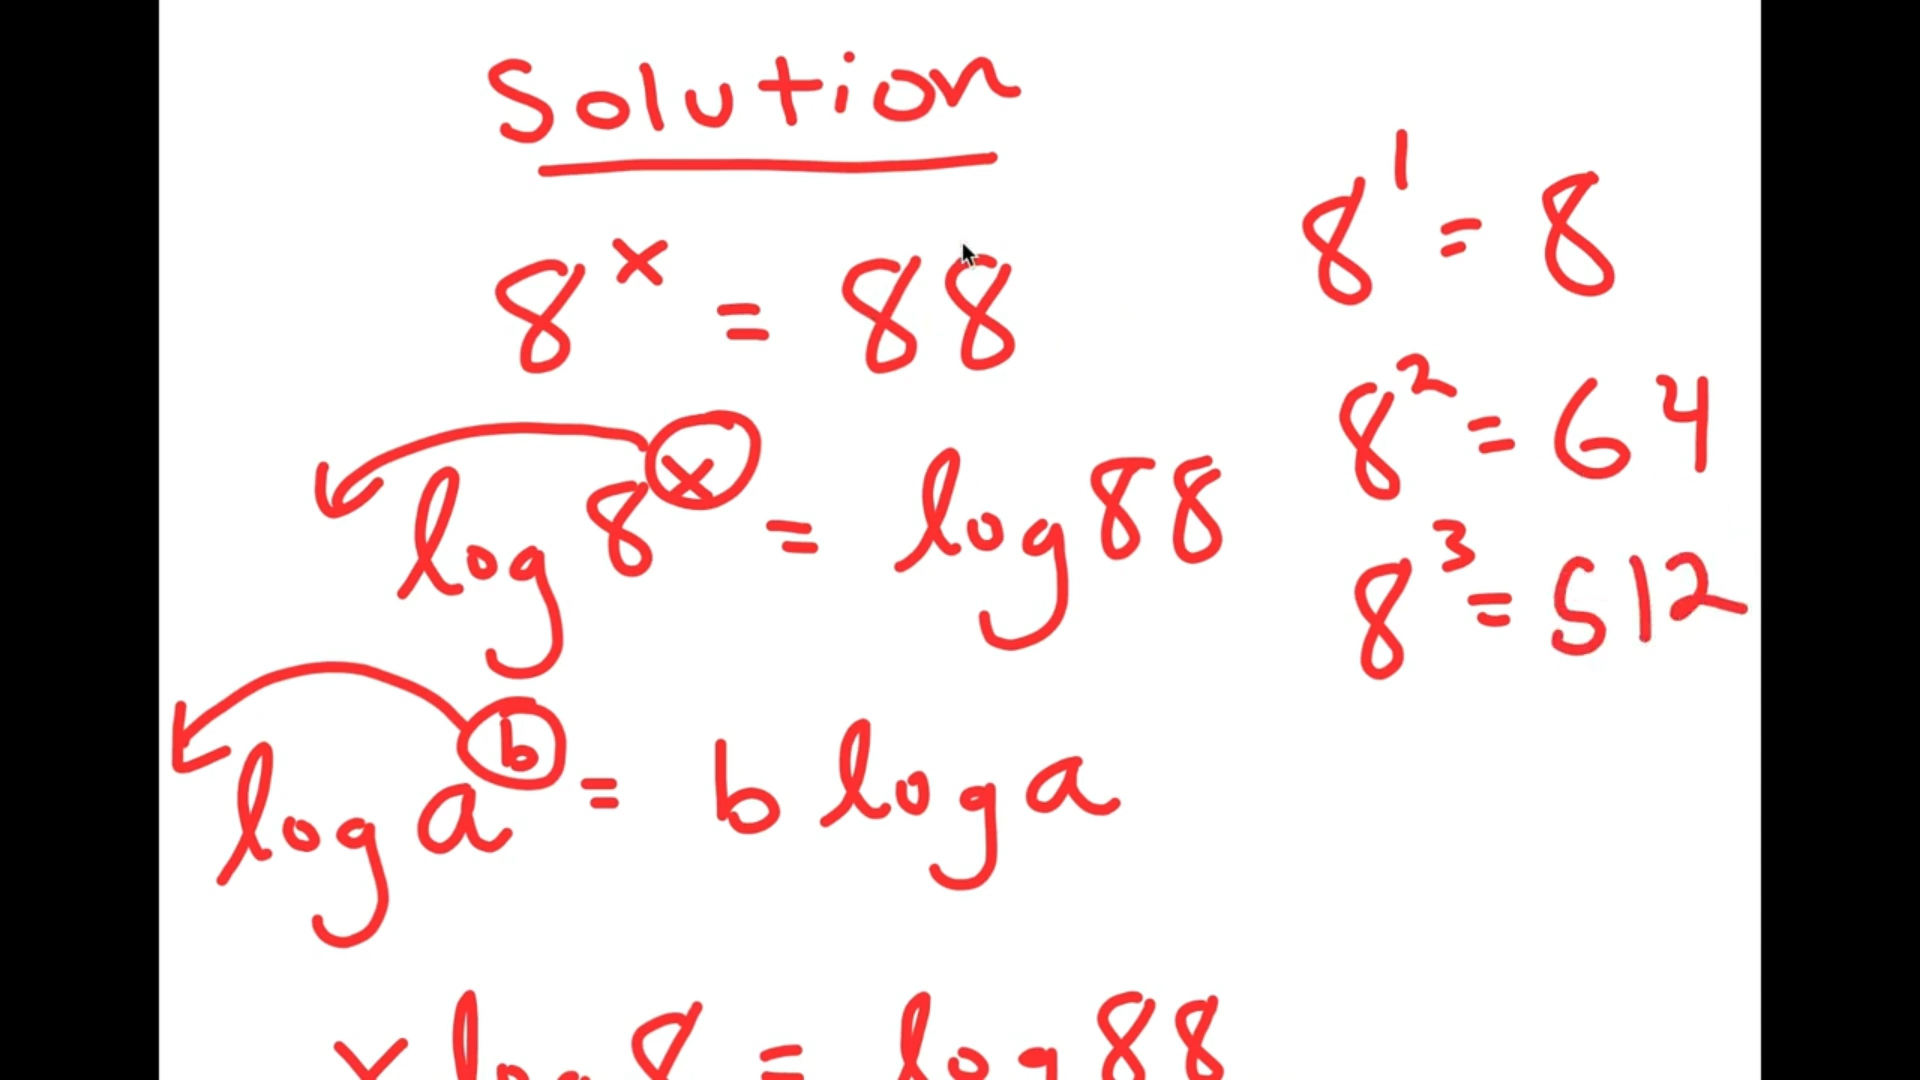 Solution
8^x = 88
log 8^x = log 88
log a^b = b log a
x log 8 = log 88
8^1 = 8
8^2 = 64
8^3 = 512